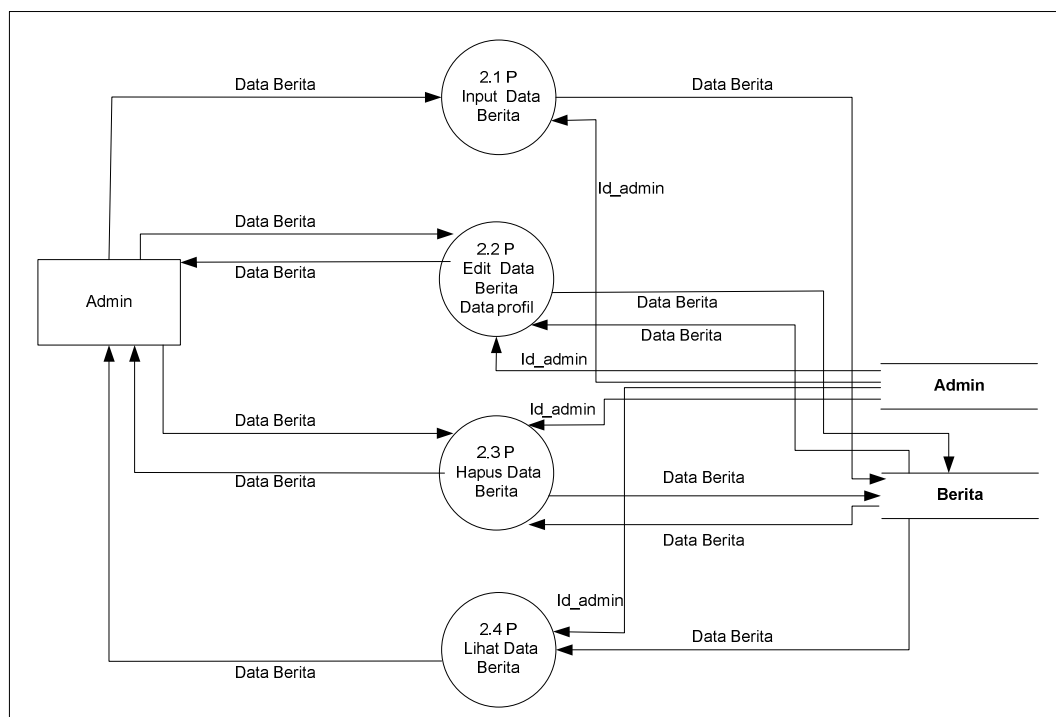 2.1 P
Input Data
Berita
Data Berita
Data Berita
Id_admin
Data Berita
Data Berita
2.2 P
Edit Data
Berita
Data profil
Data Berita
Data Berita
Admin
Id_admin
Admin
Id_admin
Data Berita
2.3 P
Hapus Data
Berita
Data Berita
Data Berita
Berita
Data Berita
Id_admin
2.4 P
Lihat Data
Berita
Data Berita
Data Berita